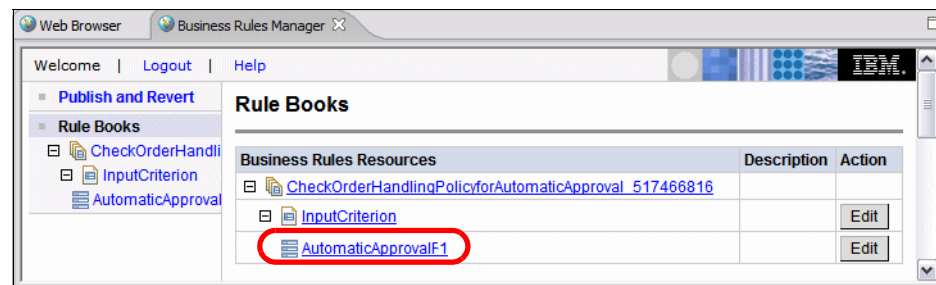 Web Browser
Business Rules Manager
Welcome | Logout | Help
IBM.
Publish and Revert
Rule Books
CheckOrderHandli
InputCriterion
AutomaticApproval
Rule Books
Business Rules Resources Description Action
CheckOrderHandlingPolicyforAutomaticApproval_517466816
InputCriterion Edit
AutomaticApprovalF1 Edit